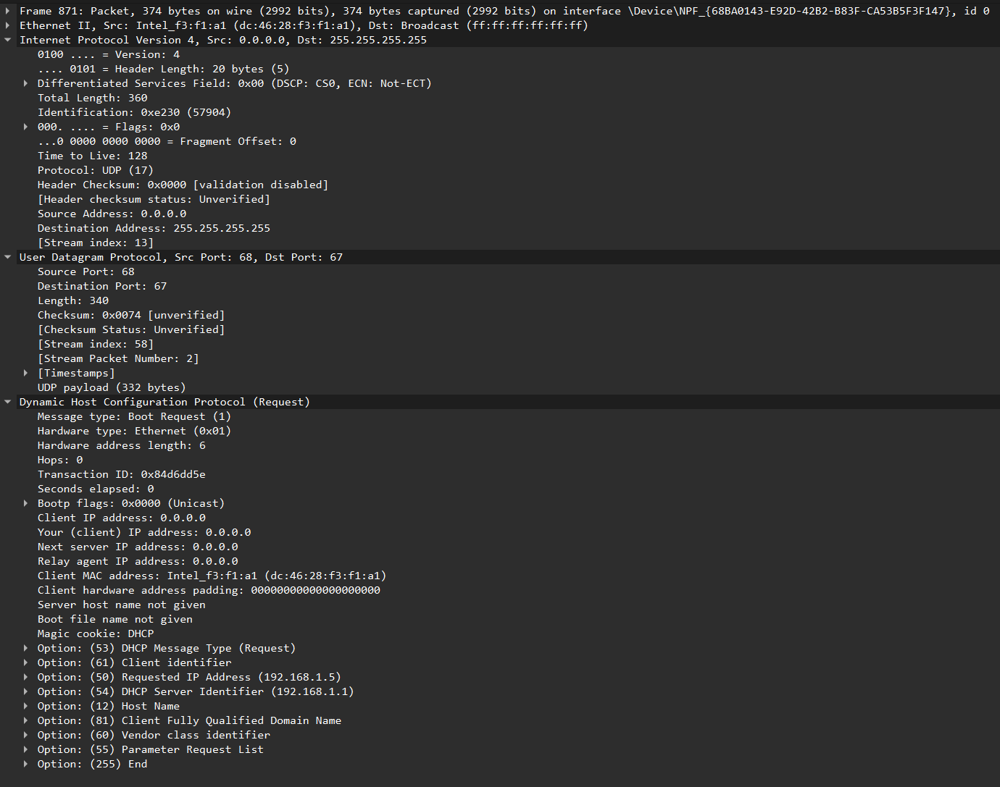 Frame 871: Packet, 374 bytes on wire (2992 bits), 374 bytes captured (2992 bits) on interface \Device\NPF_{68BA0143-E92D-42B2-B83F-CA53B5F3F147}, id 0
Ethernet II, Src: Intel_f3:f1:a1 (dc:46:28:f3:f1:a1), Dst: Broadcast (ff:ff:ff:ff:ff:ff)
Internet Protocol Version 4, Src: 0.0.0.0, Dst: 255.255.255.255
0100 .... = Version: 4
.... 0101 = Header Length: 20 bytes (5)
Differentiated Services Field: 0x00 (DSCP: CS0, ECN: Not-ECT)
Total Length: 360
Identification: 0xe230 (57904)
000. .... = Flags: 0x0
...0 0000 0000 0000 = Fragment Offset: 0
Time to Live: 128
Protocol: UDP (17)
Header Checksum: 0x0000 [validation disabled]
[Header checksum status: Unverified]
Source Address: 0.0.0.0
Destination Address: 255.255.255.255
[Stream index: 13]
User Datagram Protocol, Src Port: 68, Dst Port: 67
Source Port: 68
Destination Port: 67
Length: 340
Checksum: 0x0074 [unverified]
[Checksum Status: Unverified]
[Stream index: 58]
[Stream Packet Number: 2]
[Timestamps]
UDP payload (332 bytes)
Dynamic Host Configuration Protocol (Request)
Message type: Boot Request (1)
Hardware type: Ethernet (0x01)
Hardware address length: 6
Hops: 0
Transaction ID: 0x84d6dd5e
Seconds elapsed: 0
Bootp flags: 0x0000 (Unicast)
Client IP address: 0.0.0.0
Your (client) IP address: 0.0.0.0
Next server IP address: 0.0.0.0
Relay agent IP address: 0.0.0.0
Client MAC address: Intel_f3:f1:a1 (dc:46:28:f3:f1:a1)
Client hardware address padding: 00000000000000000000
Server host name not given
Boot file name not given
Magic cookie: DHCP
Option: (53) DHCP Message Type (Request)
Option: (61) Client identifier
Option: (50) Requested IP Address (192.168.1.5)
Option: (54) DHCP Server Identifier (192.168.1.1)
Option: (12) Host Name
Option: (81) Client Fully Qualified Domain Name
Option: (60) Vendor class identifier
Option: (55) Parameter Request List
Option: (255) End